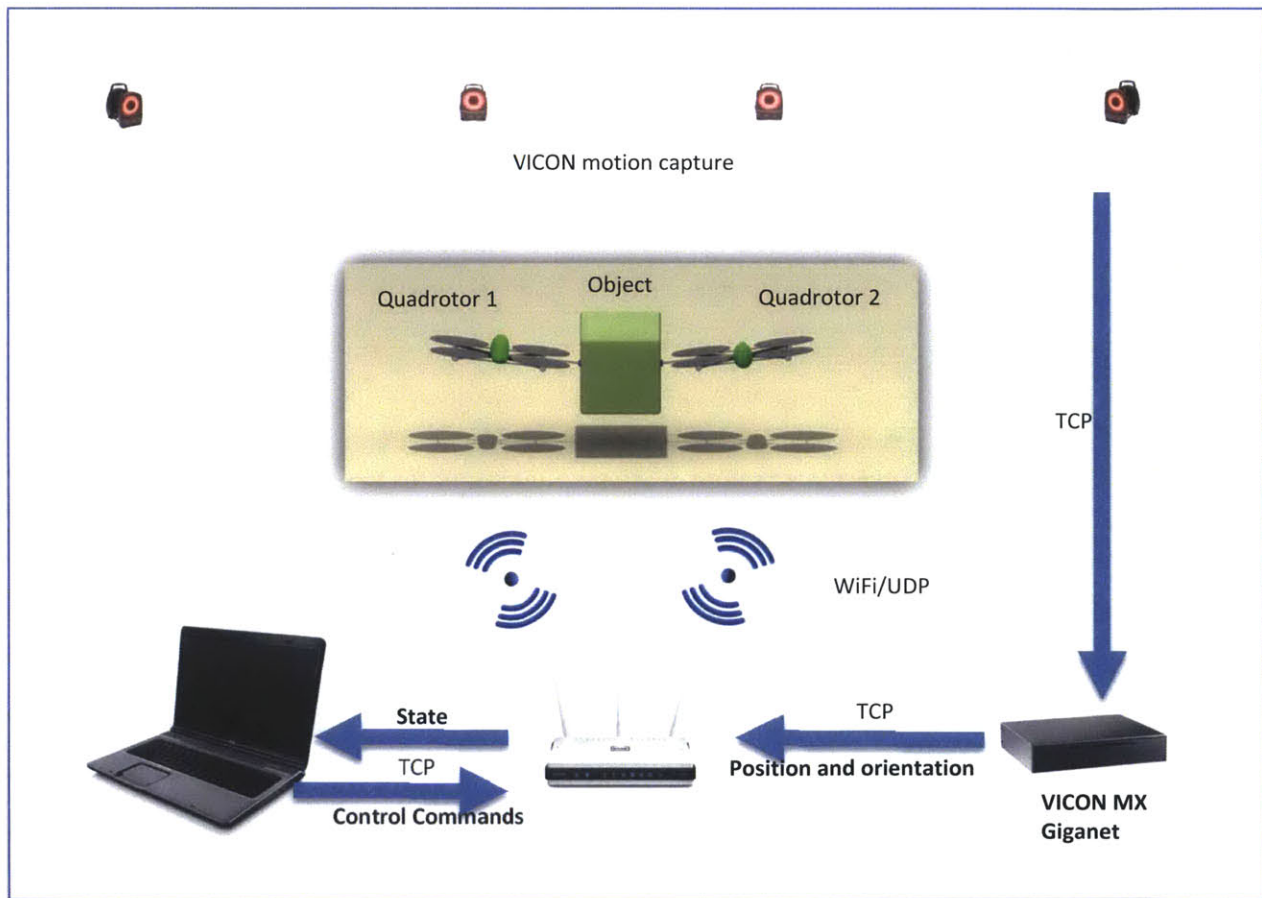 VICON motion capture
Object
Quadrotor 1
Quadrotor 2
TCP
WiFi/UDP
State
TCP
TCP
Control Commands
Position and orientation
VICON MX
Giganet